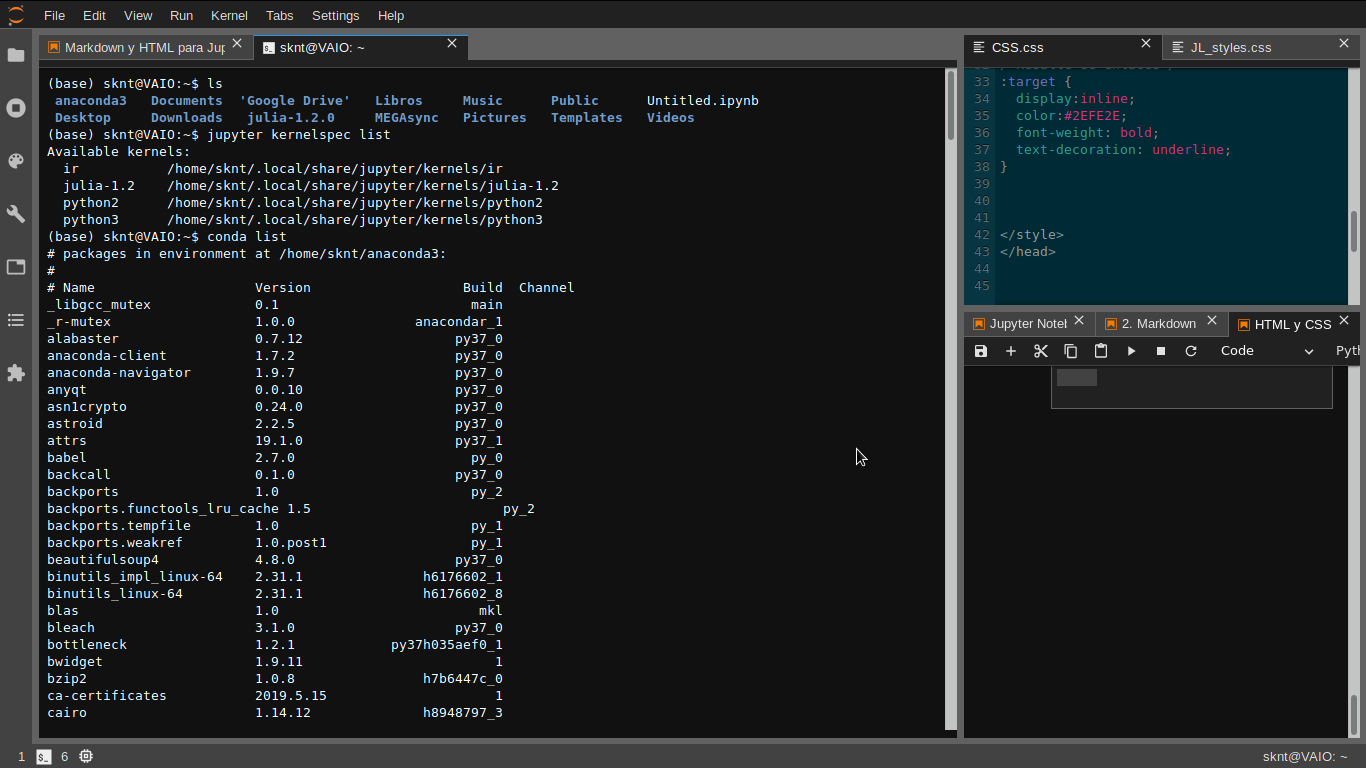 File Edit View Run Kernel Tabs Settings Help
Markdown y HTML para Jup
sknt@VAIO: ~
(base) sknt@VAIO:~$ ls
anaconda3 Documents 'Google Drive' Libros Music Public Untitled.ipynb
Desktop Downloads julia-1.2.0 MEGAsync Pictures Templates Videos
(base) sknt@VAIO:~$ jupyter kernelspec list
Available kernels:
ir /home/sknt/.local/share/jupyter/kernels/ir
julia-1.2 /home/sknt/.local/share/jupyter/kernels/julia-1.2
python2 /home/sknt/.local/share/jupyter/kernels/python2
python3 /home/sknt/.local/share/jupyter/kernels/python3
(base) sknt@VAIO:~$ conda list
# packages in environment at /home/sknt/anaconda3:
#
# Name Version Build Channel
_libgcc_mutex 0.1 main
_r-mutex 1.0.0 anacondar_1
alabaster 0.7.12 py37_0
anaconda-client 1.7.2 py37_0
anaconda-navigator 1.9.7 py37_0
anyqt 0.0.10 py37_0
asn1crypto 0.24.0 py37_0
astroid 2.2.5 py37_0
attrs 19.1.0 py37_1
babel 2.7.0 py_0
backcall 0.1.0 py37_0
backports 1.0 py_2
backports.functools_lru_cache 1.5 py_2
backports.tempfile 1.0 py_1
backports.weakref 1.0.post1 py_1
beautifulsoup4 4.8.0 py37_0
binutils_impl_linux-64 2.31.1 h6176602_1
binutils_linux-64 2.31.1 h6176602_8
blas 1.0 mkl
bleach 3.1.0 py37_0
bottleneck 1.2.1 py37h035aef0_1
bwidget 1.9.11 1
bzip2 1.0.8 h7b6447c_0
ca-certificates 2019.5.15 1
cairo 1.14.12 h8948797_3
CSS.css
JL_styles.css
33 :target {
34 display:inline;
35 color:#2EFE2E;
36 font-weight: bold;
37 text-decoration: underline;
38 }
39
40
41
42 </style>
43 </head>
44
45
Jupyter Noteb
2. Markdown
HTML y CSS
Code
Pyth
1 $_ 6
sknt@VAIO: ~